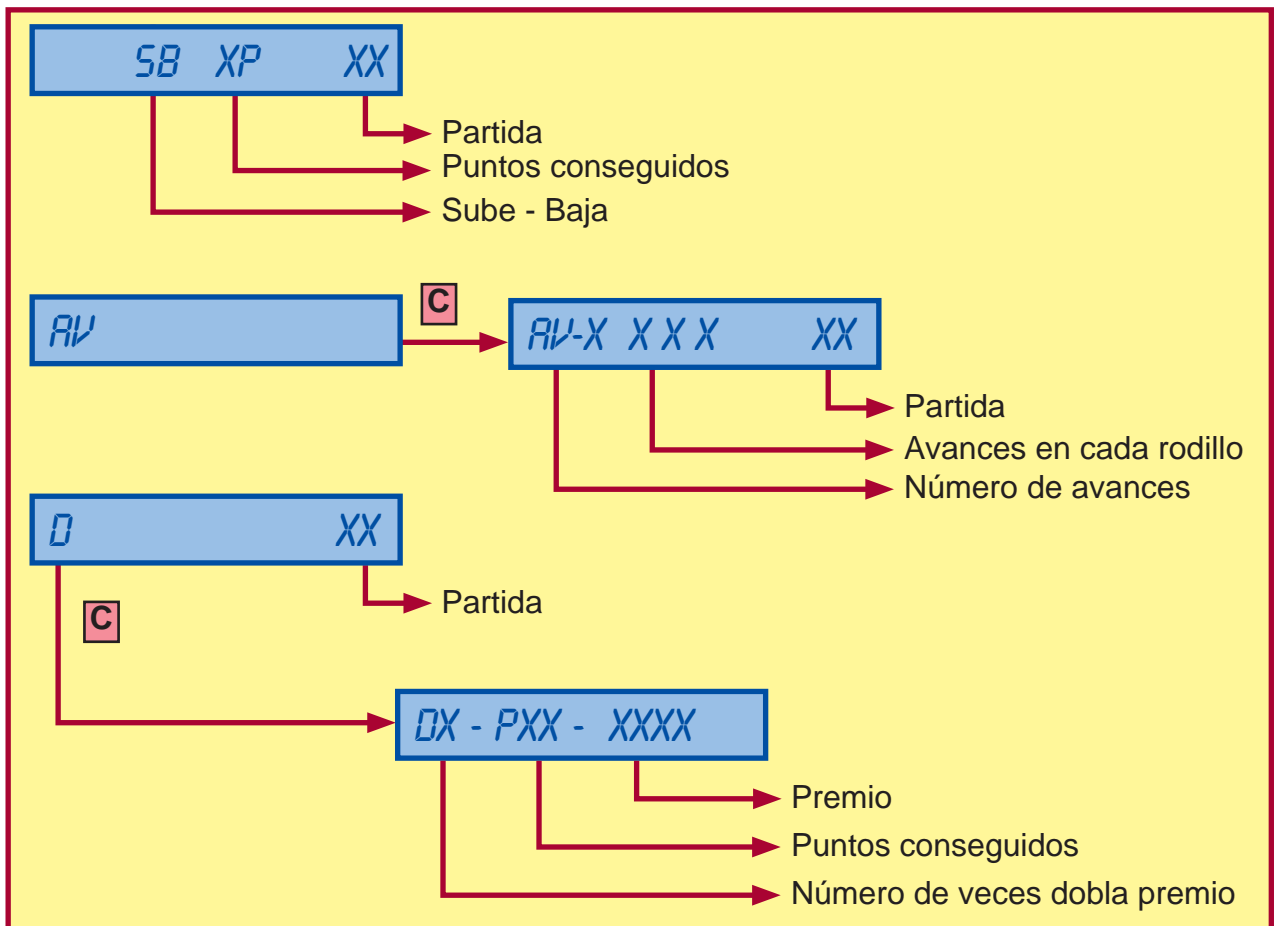 SB XP XX
Partida
Puntos conseguidos
Sube - Baja
AV
C
AV-X X X X XX
Partida
Avances en cada rodillo
Número de avances
D XX
Partida
C
DX - PXX - XXXX
Premio
Puntos conseguidos
Número de veces dobla premio